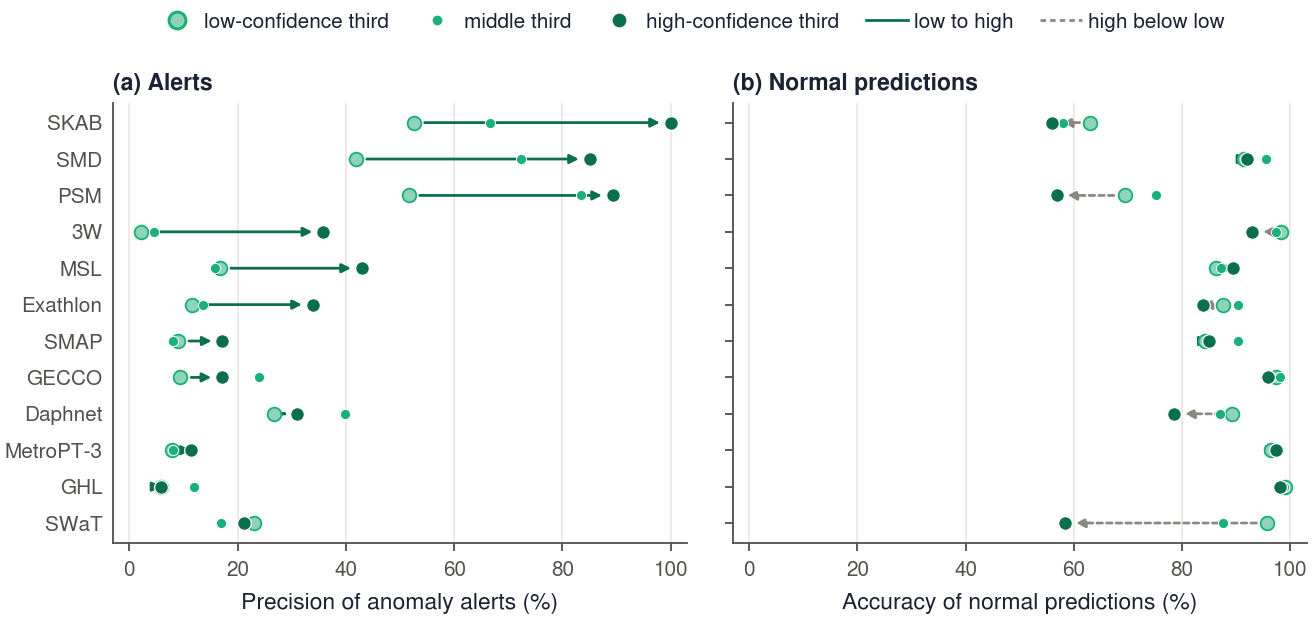 low-confidence third middle third high-confidence third low to high high below low
(a) Alerts
SKAB
SMD
PSM
3W
MSL
Exathlon
SMAP
GECCO
Daphnet
MetroPT-3
GHL
SWaT
0 20 40 60 80 100
Precision of anomaly alerts (%)
(b) Normal predictions
0 20 40 60 80 100
Accuracy of normal predictions (%)